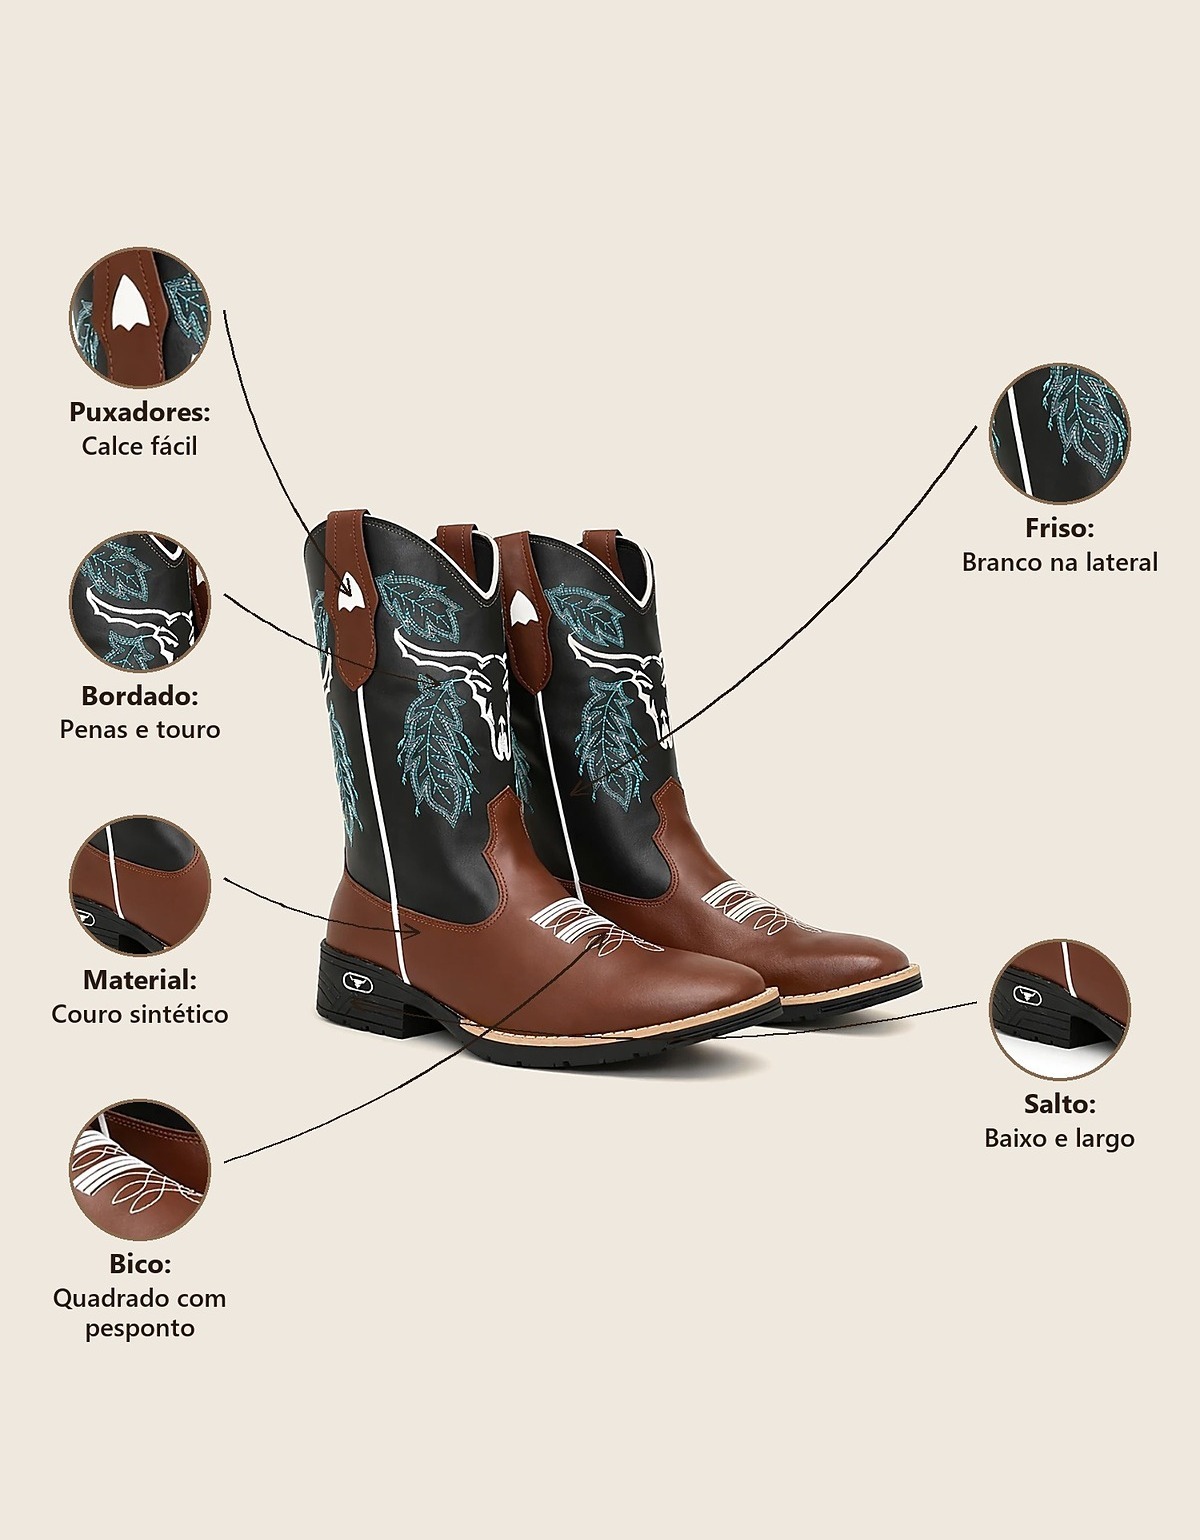 Puxadores:
Calce fácil
Bordado:
Penas e touro
Material:
Couro sintético
Bico:
Quadrado com
pesponto
Friso:
Branco na lateral
Salto:
Baixo e largo